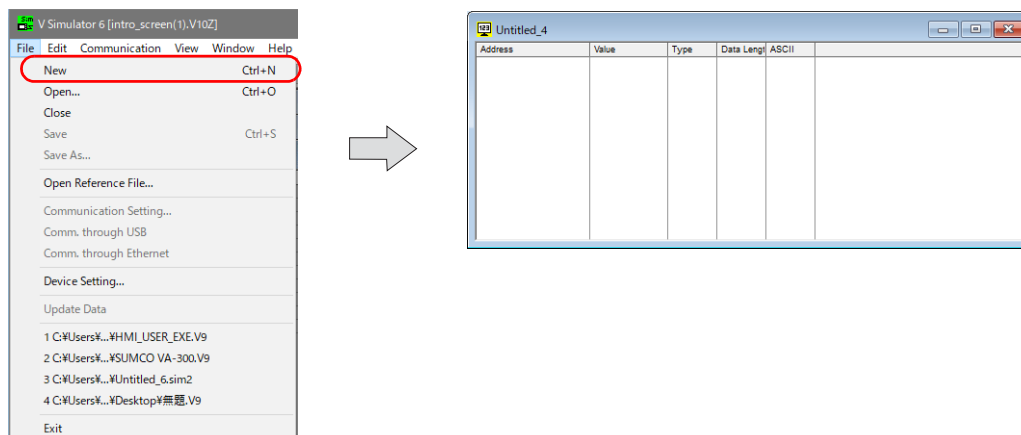 V Simulator 6 [intro_screen(1).V10Z]
File Edit Communication View Window Help
New Ctrl+N
Open... Ctrl+O
Close
Save Ctrl+S
Save As...
Open Reference File...
Communication Setting...
Comm. through USB
Comm. through Ethernet
Device Setting...
Update Data
1 C:¥Users¥...¥HMI_USER_EXE.V9
2 C:¥Users¥...¥SUMCO VA-300.V9
3 C:¥Users¥...¥Untitled_6.sim2
4 C:¥Users¥...¥Desktop¥無題.V9
Exit
Untitled_4
Address Value Type Data Lengt ASCII